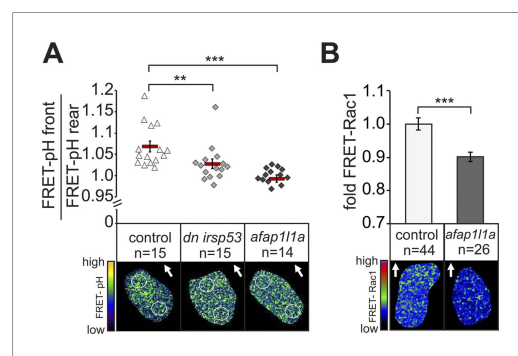 A
B
***
**
FRET-pH front
FRET-pH rear
1.2
1.15
1.10
1.05
1.00
0.95
0
control
n=15
dn irsp53
n=15
afap1l1a
n=14
high
FRET- pH
low
***
fold FRET-Rac1
1.1
1.0
0.9
0.8
0.7
control
n=44
afap1l1a
n=26
high
FRET- Rac1
low